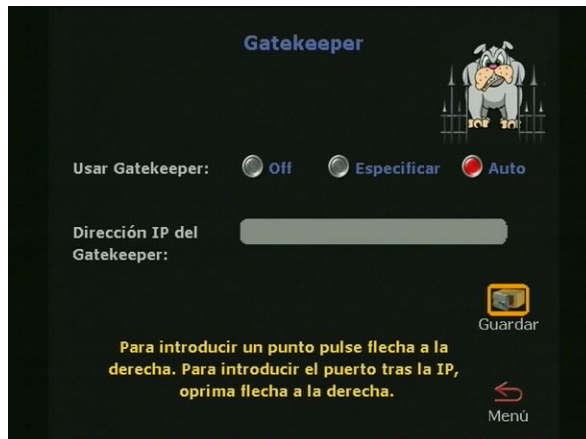 Gatekeeper
Usar Gatekeeper: Off Especificar Auto
Dirección IP del
Gatekeeper:
Guardar
Para introducir un punto pulse flecha a la
derecha. Para introducir el puerto tras la IP,
oprima flecha a la derecha.
Menú